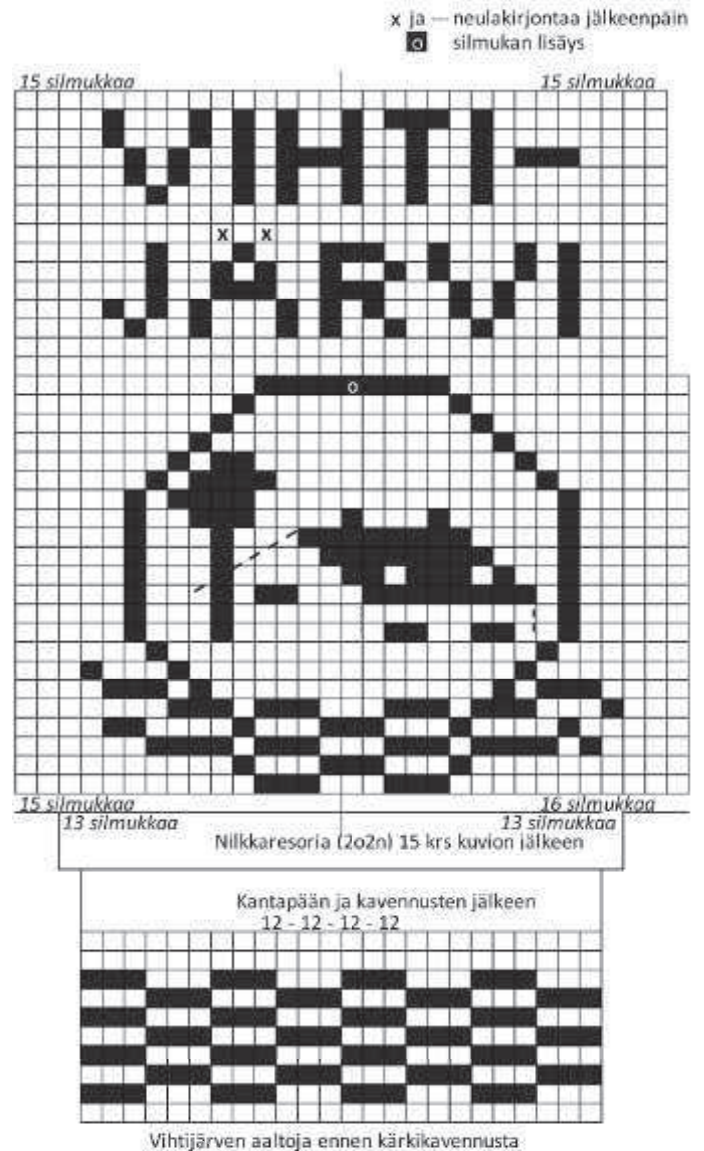 x ja — neulakirjontaa jälkeenpäin
o silmukan lisäys
15 silmukkaa 15 silmukkaa
VIHTI-
x x
JÄRVI
o
15 silmukkaa 16 silmukkaa
13 silmukkaa 13 silmukkaa
Nilkkaresoria (2o2n) 15 krs kuvion jälkeen
Kantapään ja kavennusten jälkeen
12 - 12 - 12 - 12
Vihtijärven aaltoja ennen kärkikavennusta